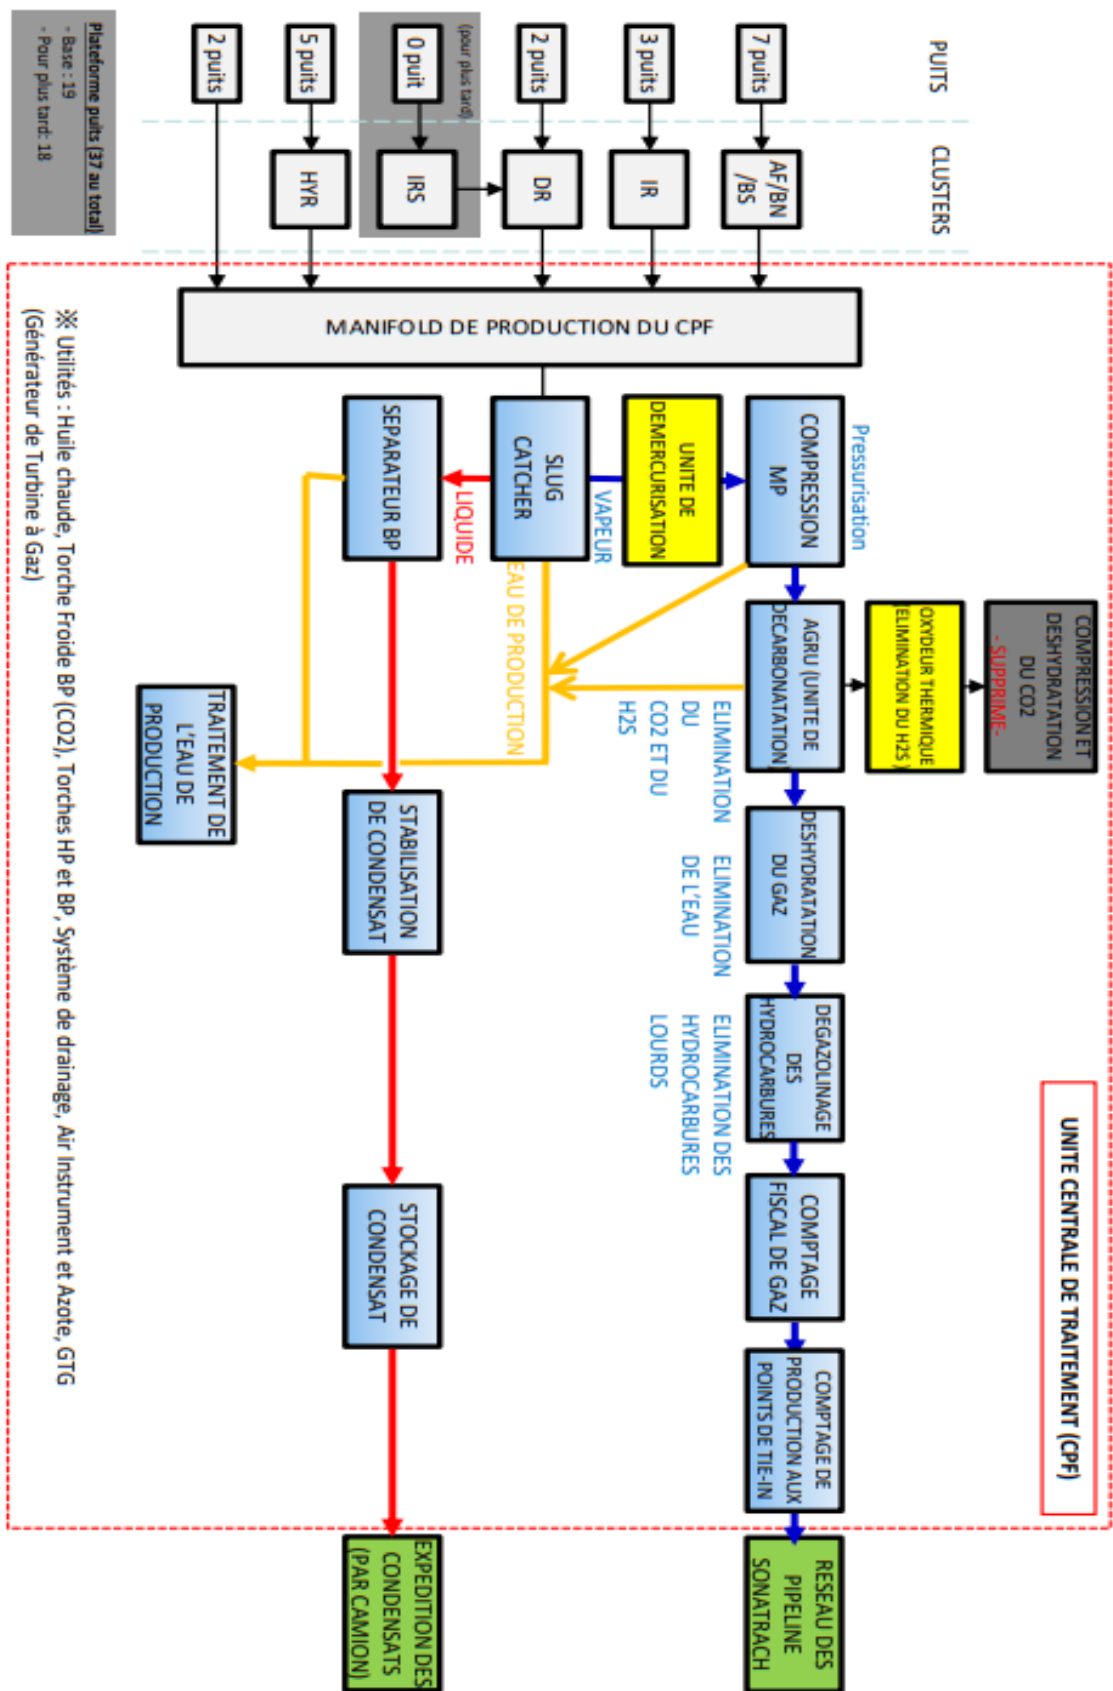 PUITS
CLUSTERS
7 puits
AF/BN
/BS
3 puits
IR
2 puits
DR
(pour plus tard)
0 puit
IRS
5 puits
HYR
2 puits
Plateforme puits (37 au total)
- Base : 19
- Pour plus tard: 18
UNITE CENTRALE DE TRAITEMENT (CPF)
MANIFOLD DE PRODUCTION DU CPF
COMPRESSION ET
DESHYDRATATION
DU CO2
- SUPPRIME-
OXYDEUR THERMIQUE
(ELIMINATION DU H2S )
Pressurisation
COMPRESSION
MP
AGRU (UNITE DE
DECARBONATATION)
DESHYDRATATION
DU GAZ
DEGAZOLINAGE
DES
HYDROCARBURES
COMPTAGE
FISCAL DE GAZ
COMPTAGE DE
PRODUCTION AUX
POINTS DE TIE-IN
RESEAU DES
PIPELINE
SONATRACH
UNITE DE
DEMERCURISATION
ELIMINATION
DU
CO2 ET DU
H2S
ELIMINATION
DE L'EAU
ELIMINATION DES
HYDROCARBURES
LOURDS
VAPEUR
SLUG
CATCHER
EAU DE PRODUCTION
LIQUIDE
SEPARATEUR BP
STABILISATION
DE CONDENSAT
STOCKAGE DE
CONDENSAT
EXPEDITION DES
CONDENSATS
(PAR CAMION)
TRAITEMENT DE
L'EAU DE
PRODUCTION
※ Utilités : Huile chaude, Torche Froide BP (CO2), Torches HP et BP, Système de drainage, Air Instrument et Azote, GTG
(Générateur de Turbine à Gaz)